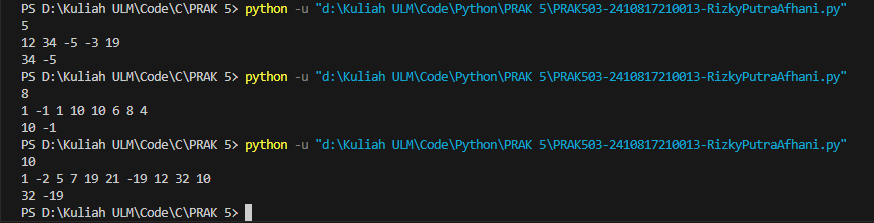 PS D:\Kuliah ULM\Code\C\PRAK 5> python -u "d:\Kuliah ULM\Code\Python\PRAK 5\PRAK503-2410817210013-RizkyPutraAfhani.py"
5
12 34 -5 -3 19
34 -5
PS D:\Kuliah ULM\Code\C\PRAK 5> python -u "d:\Kuliah ULM\Code\Python\PRAK 5\PRAK503-2410817210013-RizkyPutraAfhani.py"
8
1 -1 1 10 10 6 8 4
10 -1
PS D:\Kuliah ULM\Code\C\PRAK 5> python -u "d:\Kuliah ULM\Code\Python\PRAK 5\PRAK503-2410817210013-RizkyPutraAfhani.py"
10
1 -2 5 7 19 21 -19 12 32 10
32 -19
PS D:\Kuliah ULM\Code\C\PRAK 5>